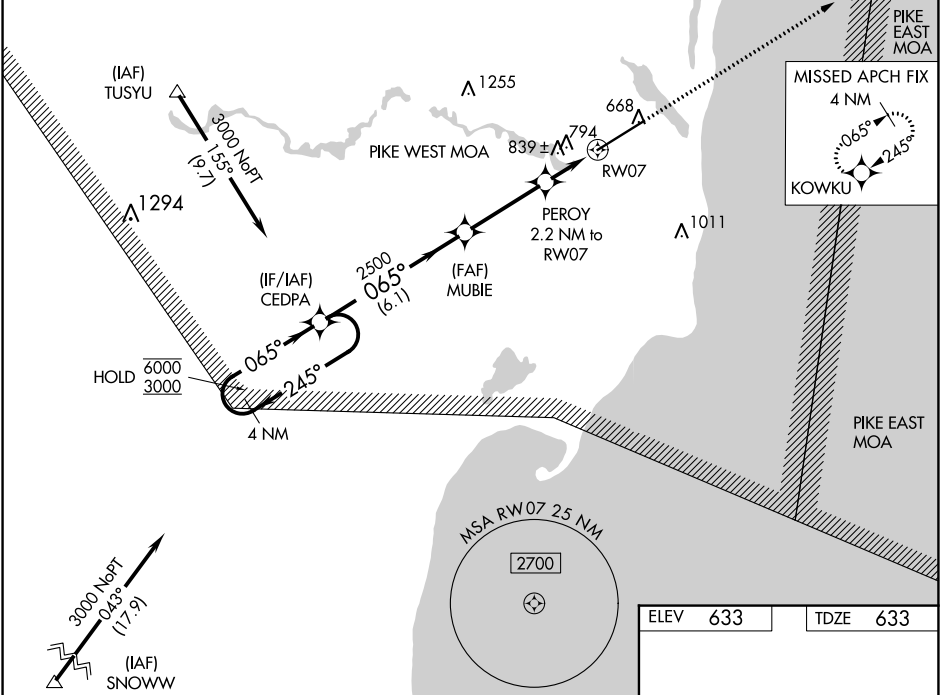 PIKE
EAST
MOA
(IAF)
TUSYU
3000 NoPT
155°
(9.7)
1255
668
839 ±
794
PIKE WEST MOA
RW07
MISSED APCH FIX
4 NM
065°
245°
KOWKU
1294
PEROY
2.2 NM to
RW07
1011
(IF/IAF)
CEDPA
2500
065°
(6.1)
(FAF)
MUBIE
HOLD
6000
3000
065°
245°
4 NM
PIKE EAST
MOA
MSA RW07 25 NM
2700
3000 NoPT
043°
(17.9)
(IAF)
SNOWW
ELEV 633
TDZE 633